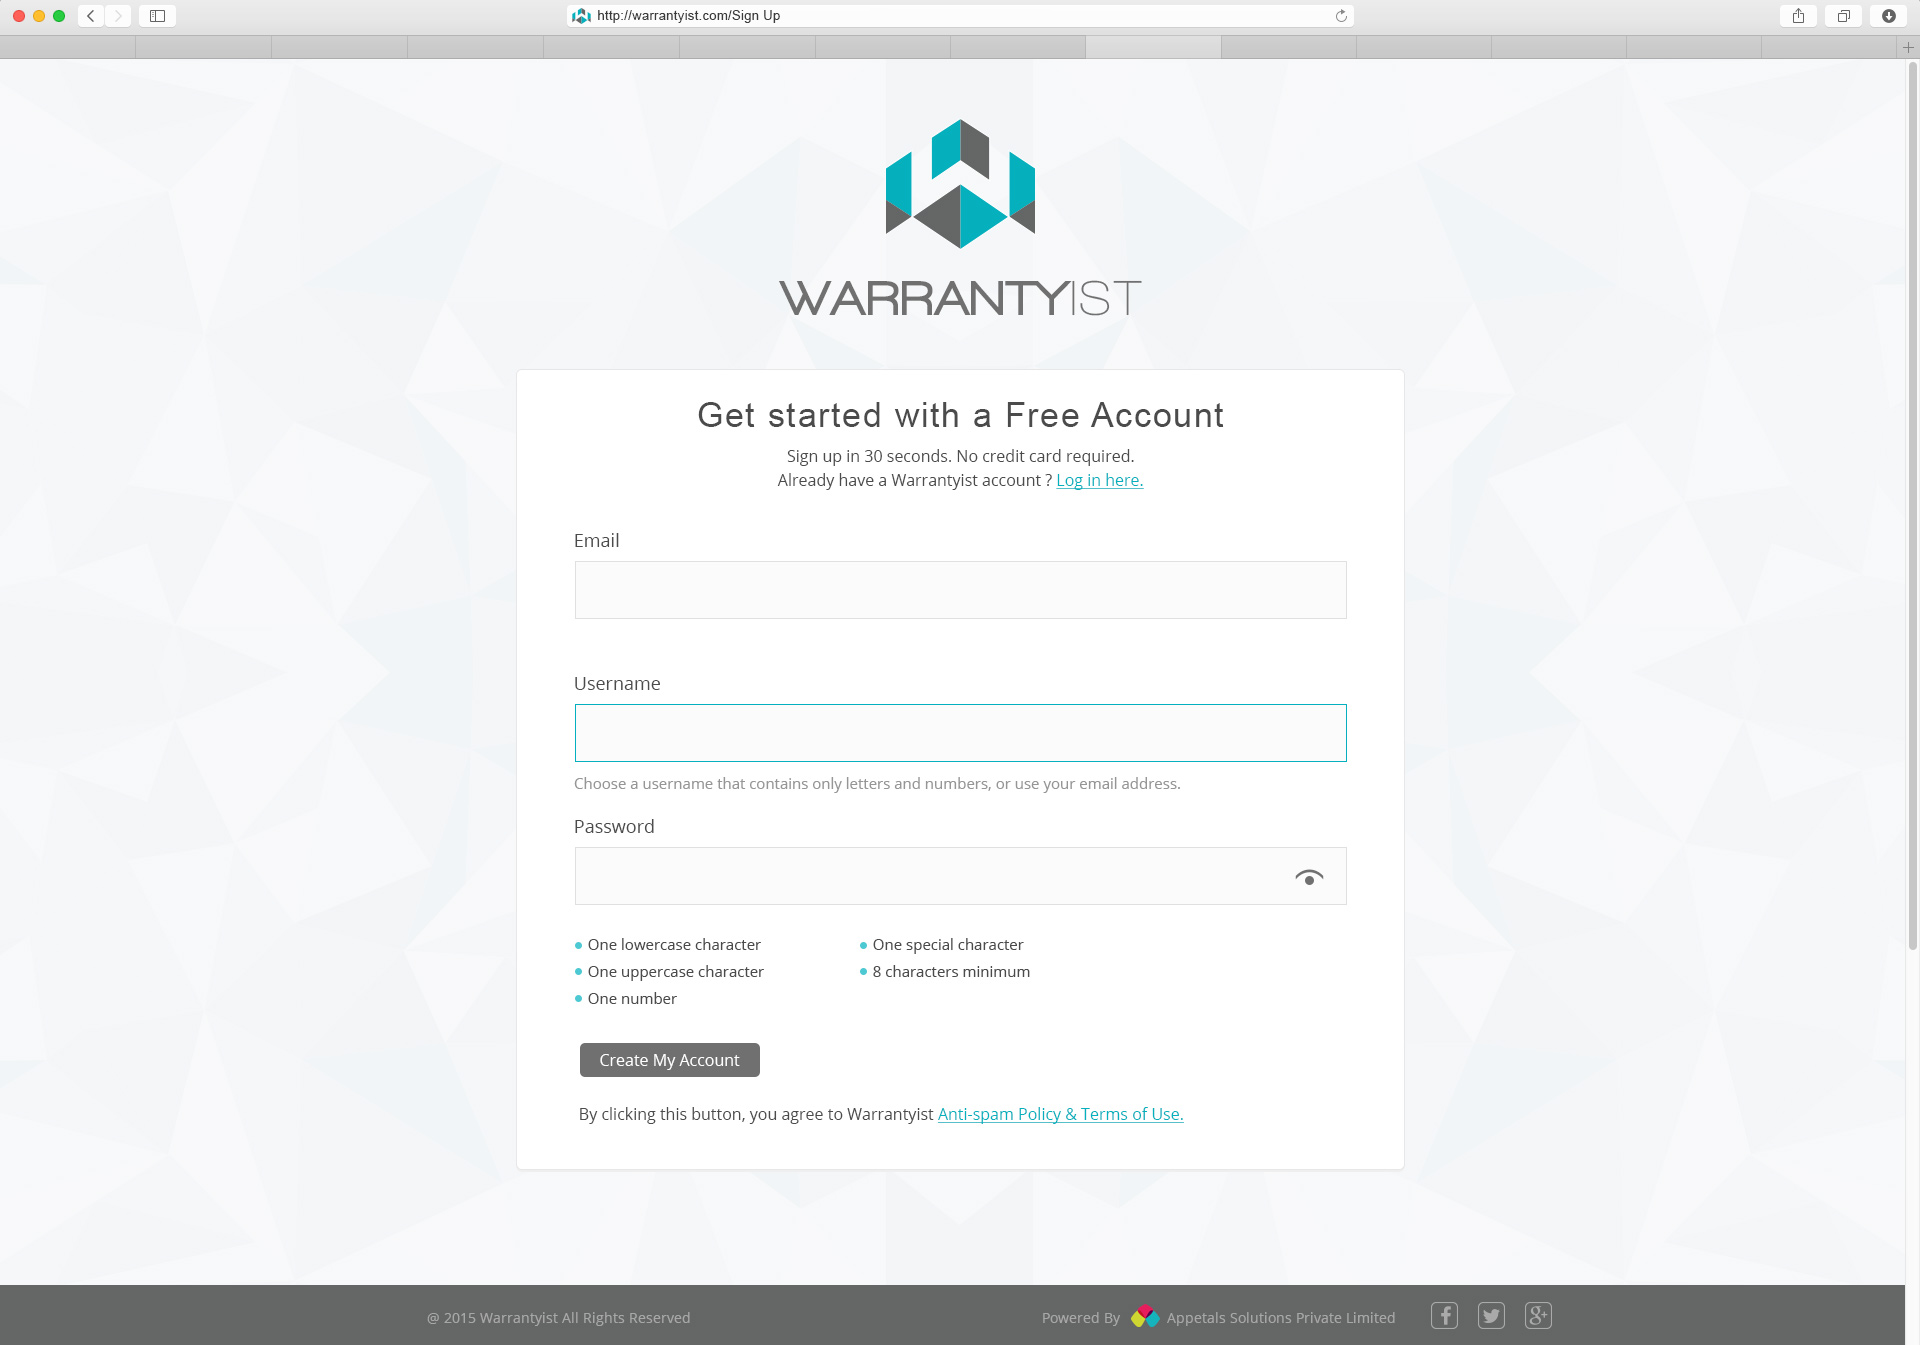 http://warrantyist.com/Sign Up
WARRANTYIST
Get started with a Free Account
Sign up in 30 seconds. No credit card required.
Already have a Warrantyist account ? Log in here.
Email
Username
Choose a username that contains only letters and numbers, or use your email address.
Password
One lowercase character
One special character
One uppercase character
8 characters minimum
One number
Create My Account
By clicking this button, you agree to Warrantyist Anti-spam Policy & Terms of Use.
@ 2015 Warrantyist All Rights Reserved
Powered By Appetals Solutions Private Limited